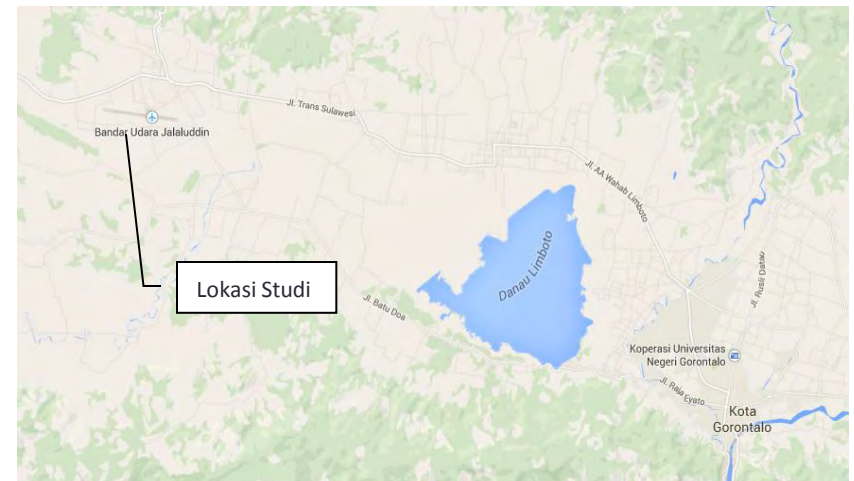 Jl. Trans Sulawesi
Bandar Udara Jalaluddin
Jl. AA Wahab Limboto
Danau Limboto
Jl. Rusli Datau
Lokasi Studi
Jl. Batu Doa
Koperasi Universitas
Negeri Gorontalo
Jl. Raja Eyato
Kota
Gorontalo